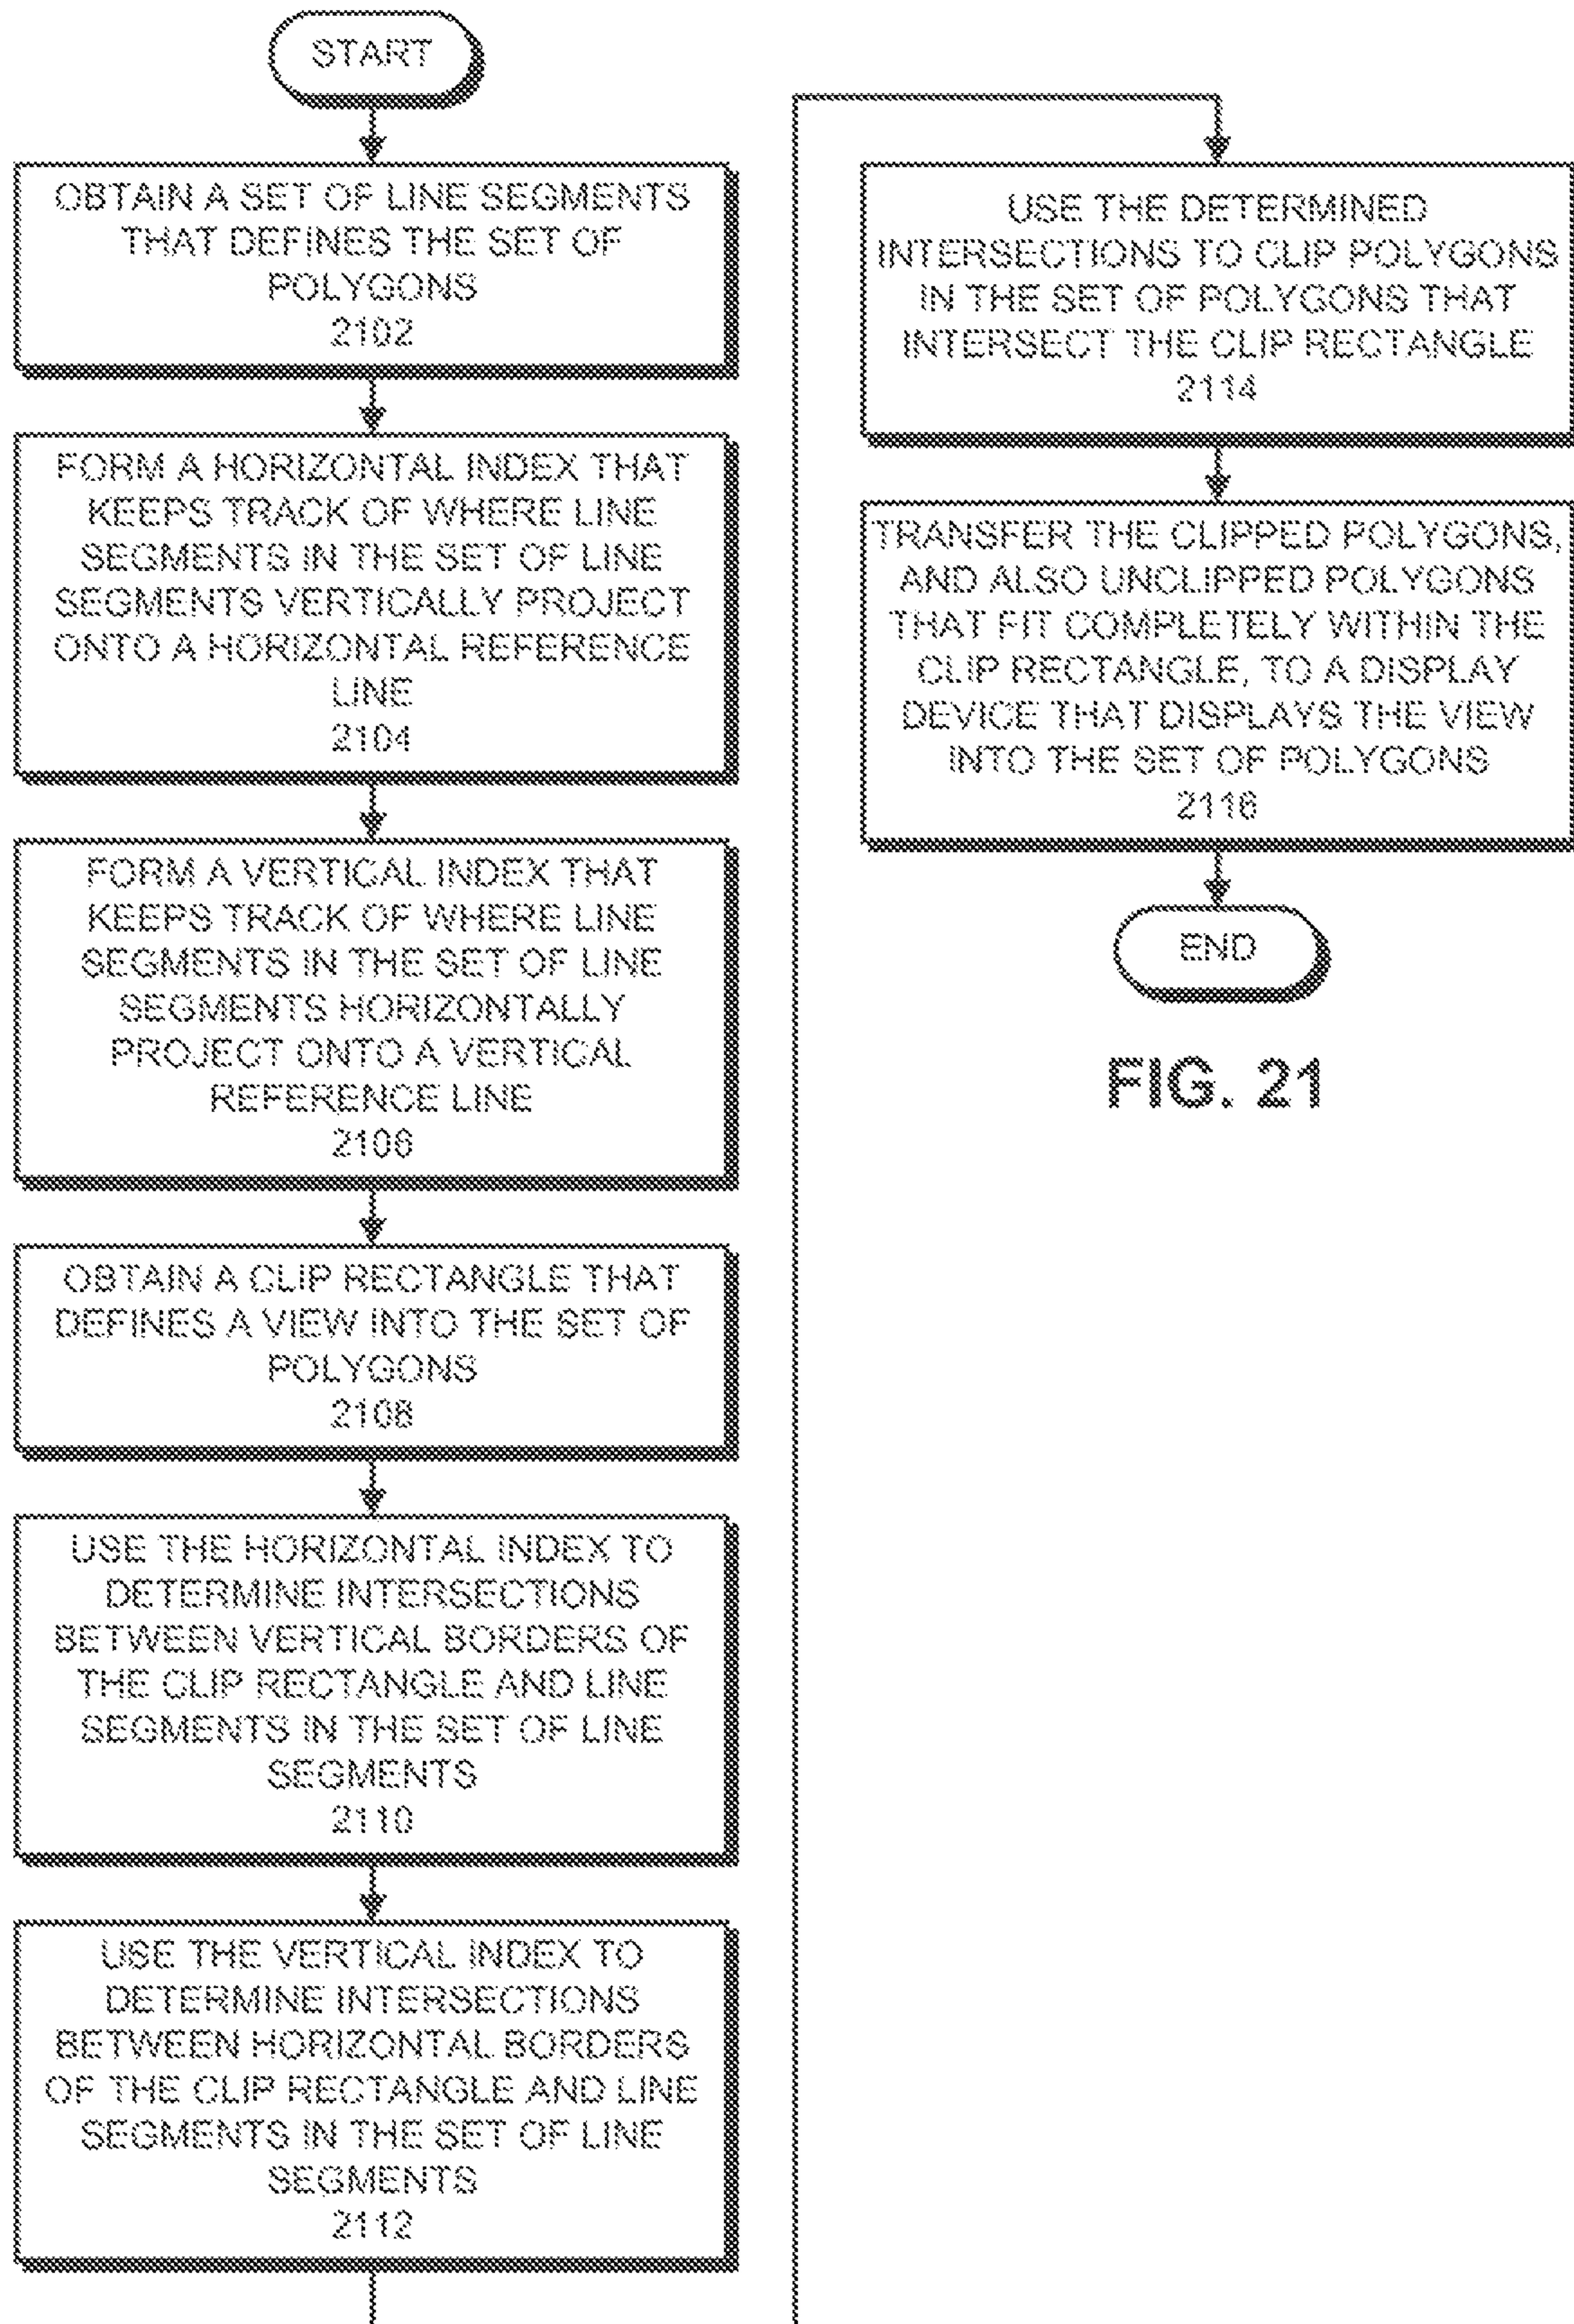 START
OBTAIN A SET OF LINE SEGMENTS
THAT DEFINES THE SET OF
POLYGONS
2102
FORM A HORIZONTAL INDEX THAT
KEEPS TRACK OF WHERE LINE
SEGMENTS IN THE SET OF LINE
SEGMENTS VERTICALLY PROJECT
ONTO A HORIZONTAL REFERENCE
LINE
2104
FORM A VERTICAL INDEX THAT
KEEPS TRACK OF WHERE LINE
SEGMENTS IN THE SET OF LINE
SEGMENTS HORIZONTALLY
PROJECT ONTO A VERTICAL
REFERENCE LINE
2106
OBTAIN A CLIP RECTANGLE THAT
DEFINES A VIEW INTO THE SET OF
POLYGONS
2108
USE THE HORIZONTAL INDEX TO
DETERMINE INTERSECTIONS
BETWEEN VERTICAL BORDERS OF
THE CLIP RECTANGLE AND LINE
SEGMENTS IN THE SET OF LINE
SEGMENTS
2110
USE THE VERTICAL INDEX TO
DETERMINE INTERSECTIONS
BETWEEN HORIZONTAL BORDERS
OF THE CLIP RECTANGLE AND LINE
SEGMENTS IN THE SET OF LINE
SEGMENTS
2112
USE THE DETERMINED
INTERSECTIONS TO CLIP POLYGONS
IN THE SET OF POLYGONS THAT
INTERSECT THE CLIP RECTANGLE
2114
TRANSFER THE CLIPPED POLYGONS,
AND ALSO UNCLIPPED POLYGONS
THAT FIT COMPLETELY WITHIN THE
CLIP RECTANGLE, TO A DISPLAY
DEVICE THAT DISPLAYS THE VIEW
INTO THE SET OF POLYGONS
2116
END
FIG. 21